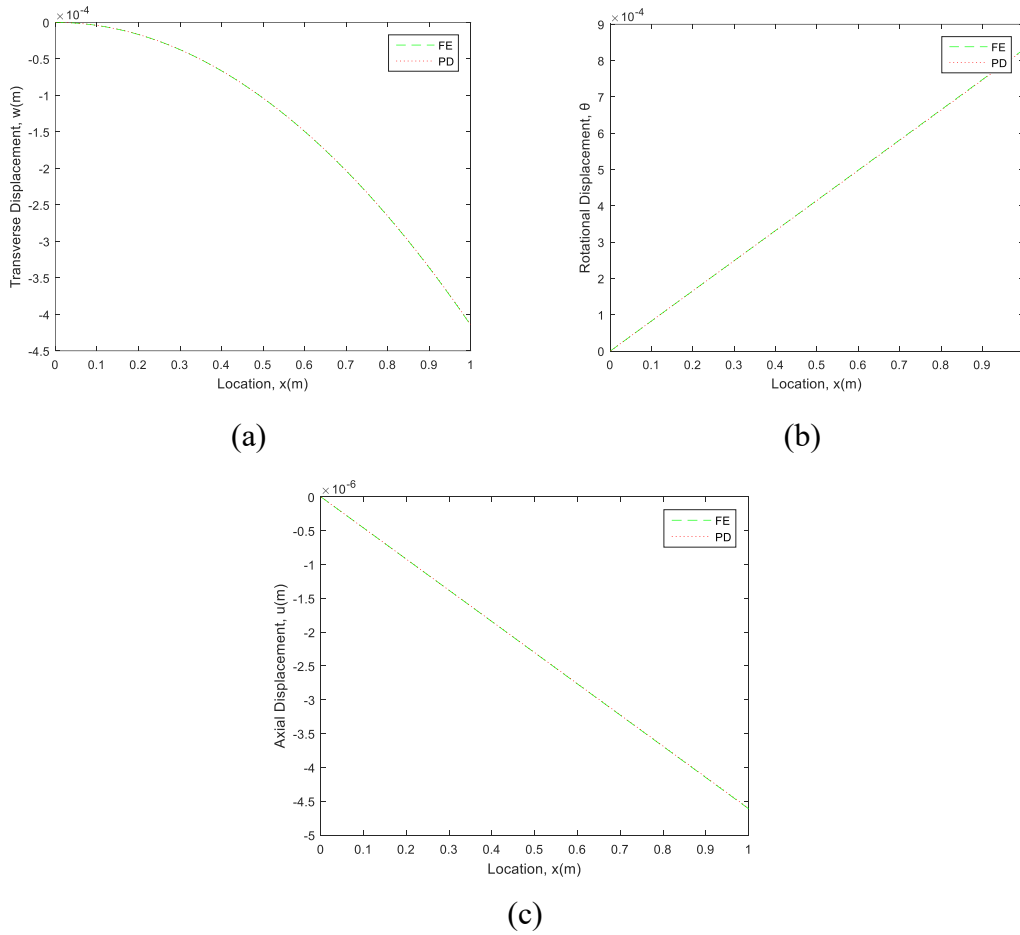 ×10-4
0
-0.5
-1
-1.5
-2
-2.5
-3
-3.5
-4
-4.5
Transverse Displacement, w(m)
FE
PD
0 0.1 0.2 0.3 0.4 0.5 0.6 0.7 0.8 0.9 1
Location, x(m)
(a)
×10-4
9
8
7
6
5
4
3
2
1
0
Rotational Displacement, θ
FE
PD
0 0.1 0.2 0.3 0.4 0.5 0.6 0.7 0.8 0.9
Location, x(m)
(b)
×10-6
0
-0.5
-1
-1.5
-2
-2.5
-3
-3.5
-4
-4.5
-5
Axial Displacement, u(m)
FE
PD
0 0.1 0.2 0.3 0.4 0.5 0.6 0.7 0.8 0.9 1
Location, x(m)
(c)